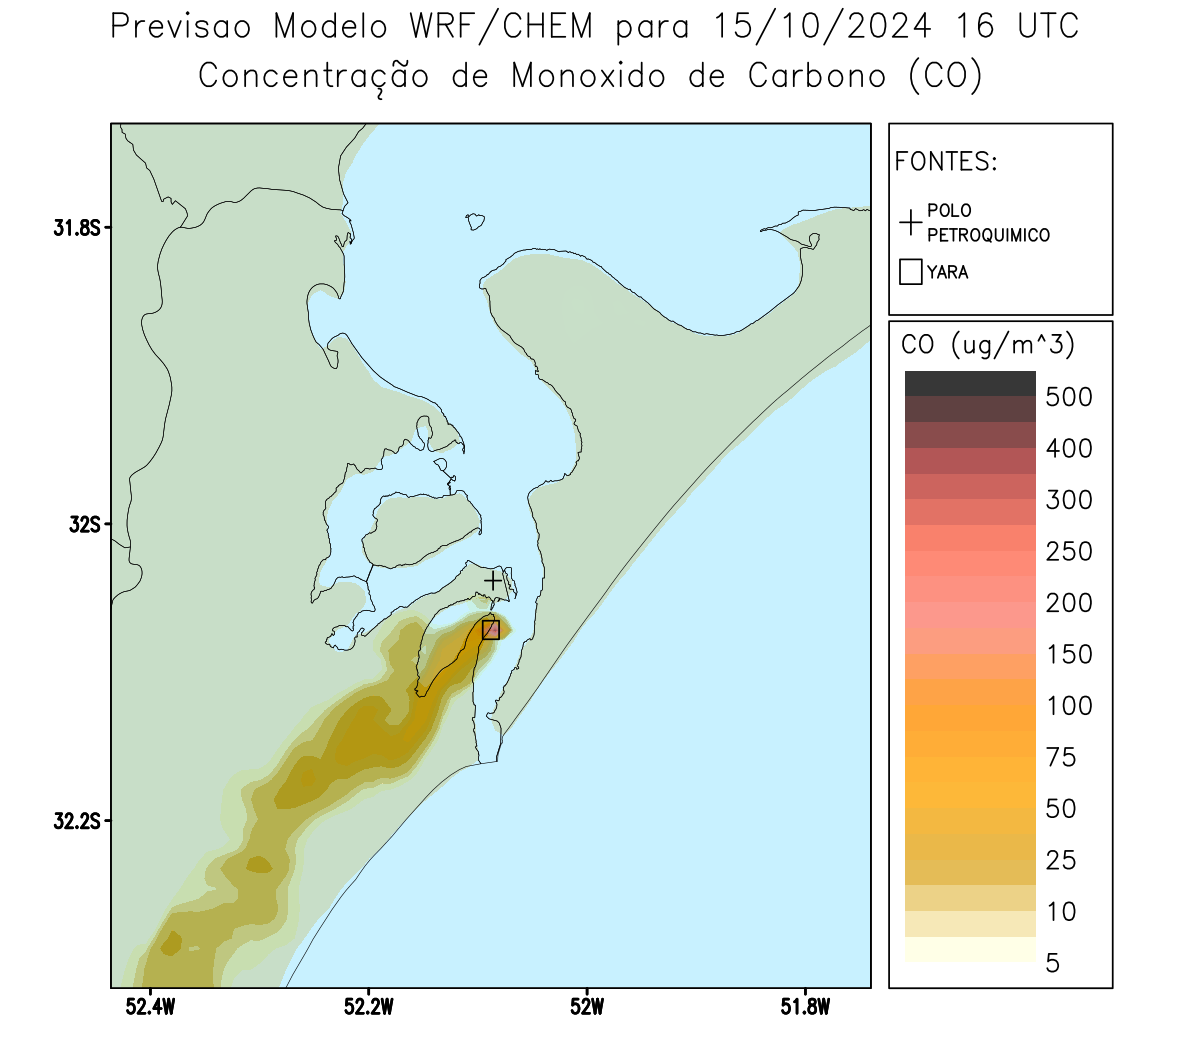 Previsao Modelo WRF/CHEM para 15/10/2024 16 UTC
Concentração de Monoxido de Carbono (CO)
FONTES:
POLO
PETROQUIMICO
YARA
CO (ug/m^3)
500
400
300
250
200
150
100
75
50
25
10
5
31.8S
32S
32.2S
52.4W
52.2W
52W
51.8W